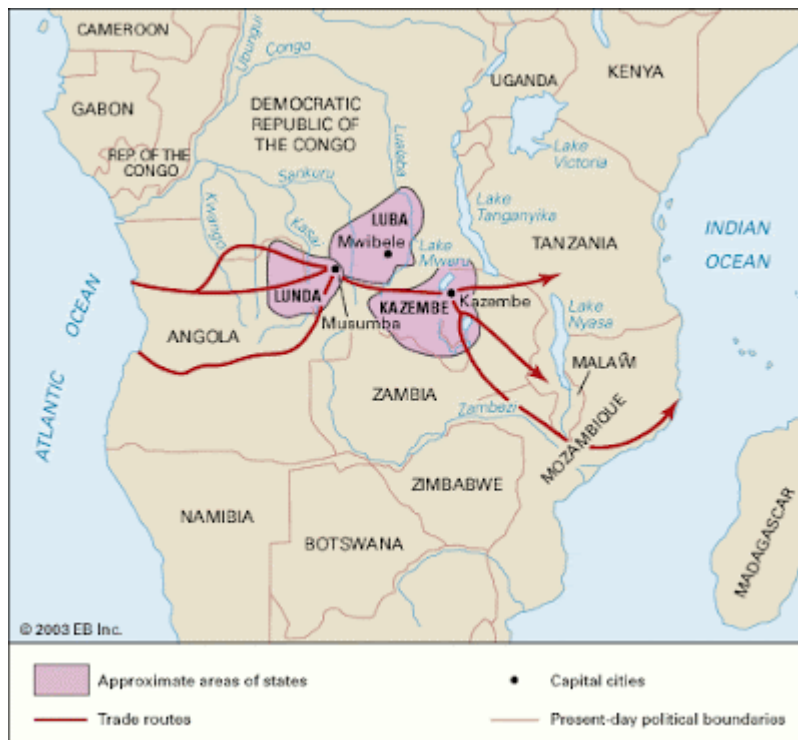 CAMEROON
Ubangui
Congo
UGANDA
KENYA
GABON
DEMOCRATIC
REPUBLIC OF
THE CONGO
REP. OF THE
CONGO
Lualaba
Lake
Victoria
Sankuru
Kwango
Kasai
LUBA
Mwibele
Lake
Tanganyika
TANZANIA
INDIAN
OCEAN
Lake
Mweru
LUNDA
Musumba
KAZEMBE
Kazembe
ATLANTIC OCEAN
ANGOLA
Lake
Nyasa
MALAWI
ZAMBIA
Zambezi
MOZAMBIQUE
ZIMBABWE
NAMIBIA
BOTSWANA
MADAGASCAR
© 2003 EB Inc.
Approximate areas of states
Capital cities
Trade routes
Present-day political boundaries